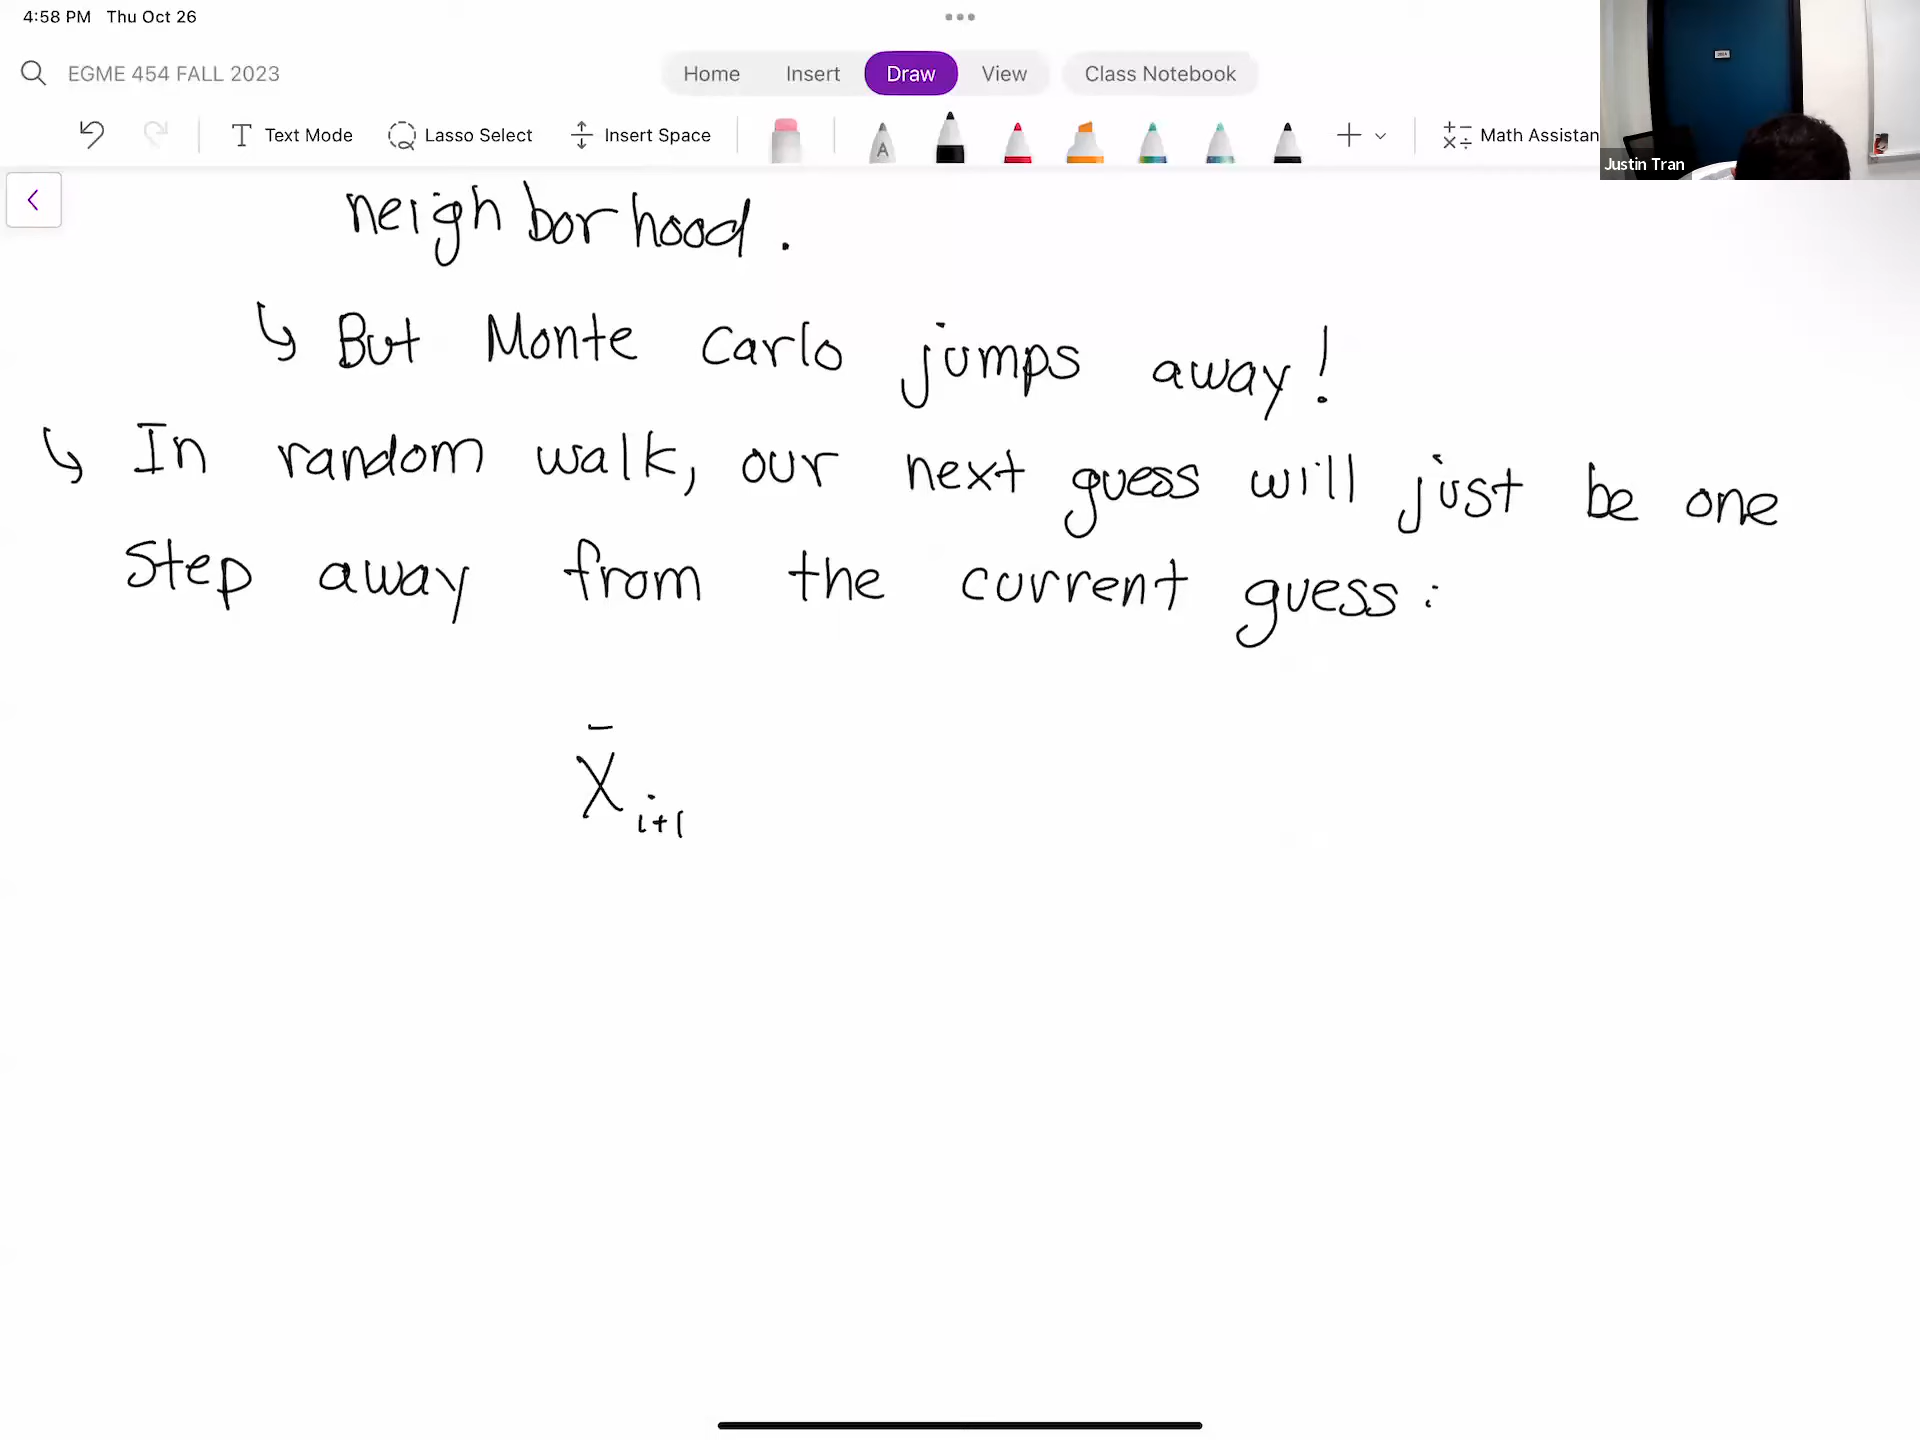 4:58 PM Thu Oct 26
EGME 454 FALL 2023
Home Insert Draw View Class Notebook
Text Mode Lasso Select Insert Space A Math Assistan
Justin Tran
neighborhood.
↳ But Monte Carlo jumps away!
↳ In random walk, our next guess will just be one
step away from the current guess:
X̄ᵢ₊₁